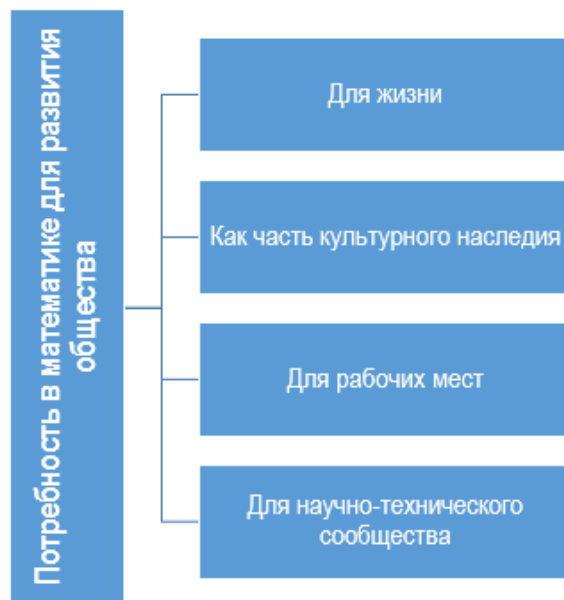 Потребность в математике для развития
общества
Для жизни
Как часть культурного наследия
Для рабочих мест
Для научно-технического
сообщества